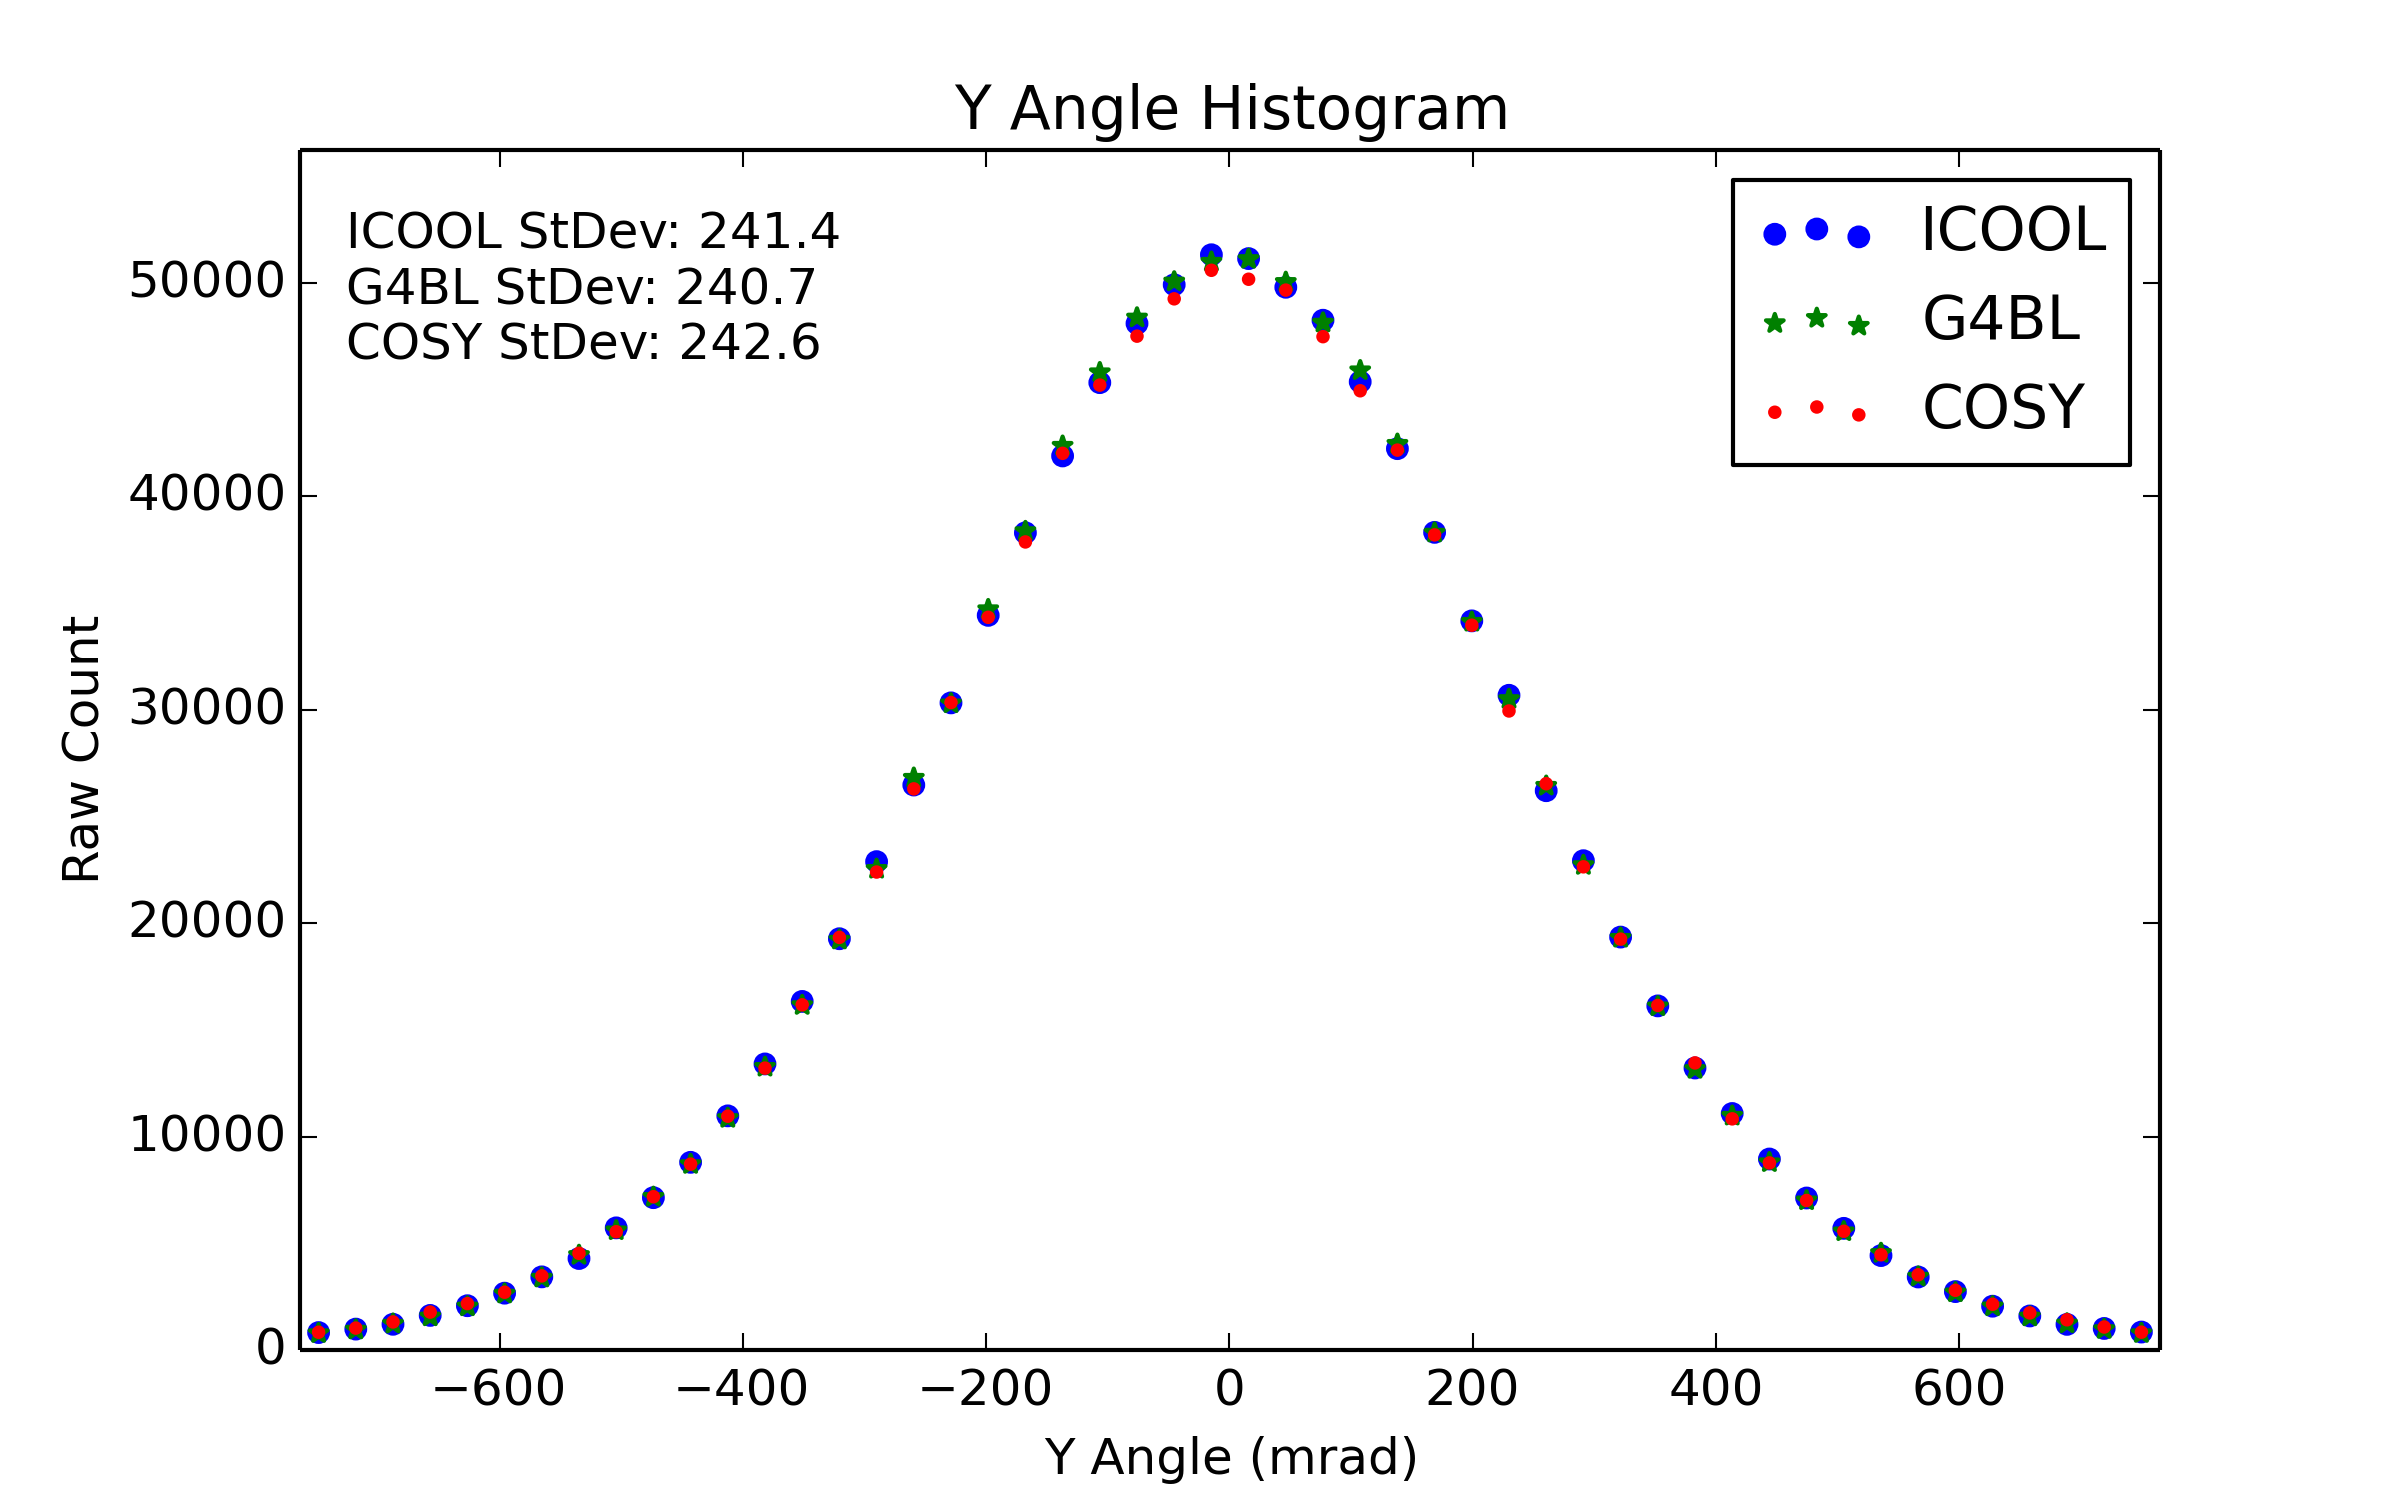 Y Angle Histogram
ICOOL StDev: 241.4
G4BL StDev: 240.7
COSY StDev: 242.6
ICOOL
G4BL
COSY
Raw Count
50000
40000
30000
20000
10000
0
−600 −400 −200 0 200 400 600
Y Angle (mrad)